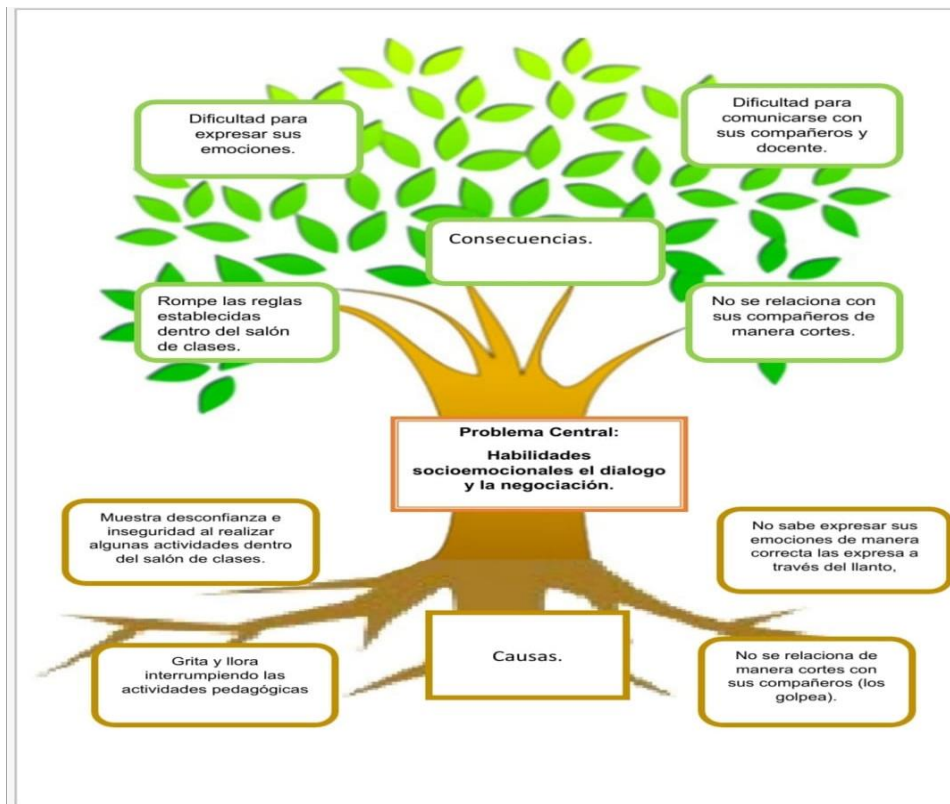 Dificultad para
expresar sus
emociones.
Dificultad para
comunicarse con
sus compañeros y
docente.
Consecuencias.
Rompe las reglas
establecidas
dentro del salón
de clases.
No se relaciona con
sus compañeros de
manera cortes.
Problema Central:
Habilidades
socioemocionales el dialogo
y la negociación.
Muestra desconfianza e
inseguridad al realizar
algunas actividades dentro
del salón de clases.
No sabe expresar sus
emociones de manera
correcta las expresa a
través del llanto,
Grita y llora
interrumpiendo las
actividades pedagógicas
Causas.
No se relaciona de
manera cortes con
sus compañeros (los
golpea).